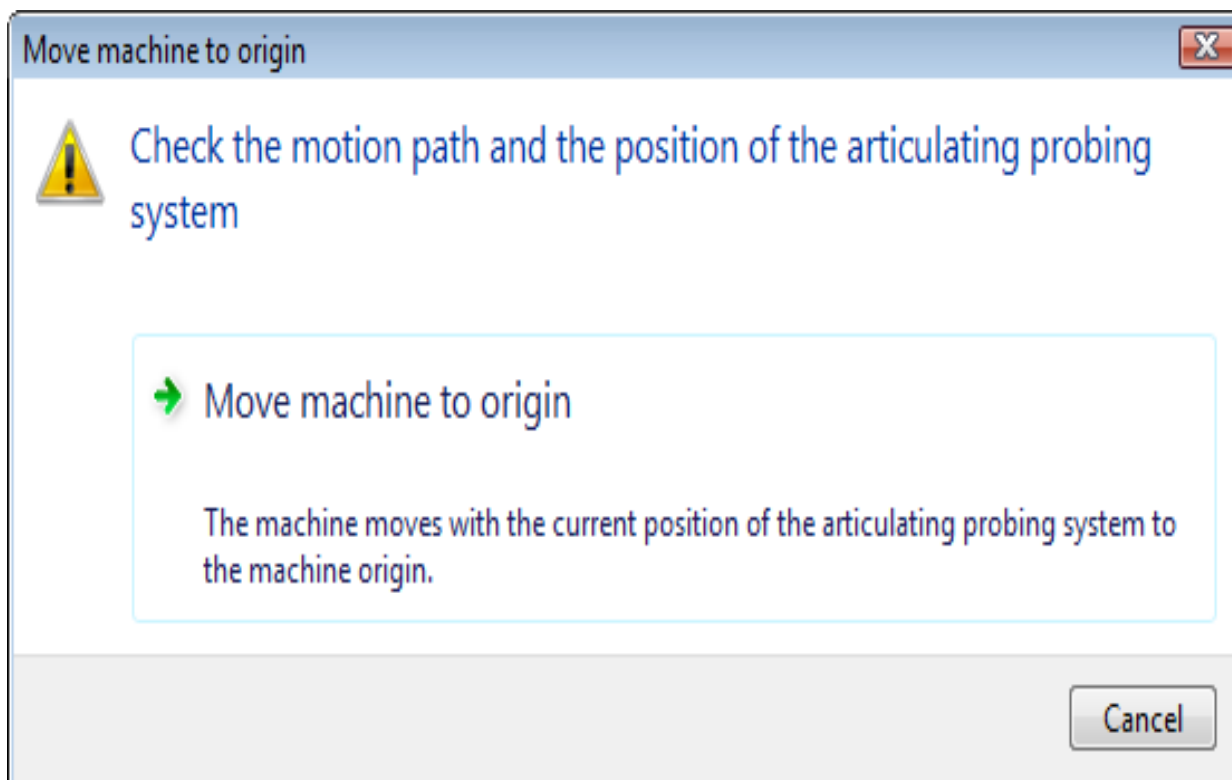 Move machine to origin
Check the motion path and the position of the articulating probing
system
Move machine to origin
The machine moves with the current position of the articulating probing system to
the machine origin.
Cancel